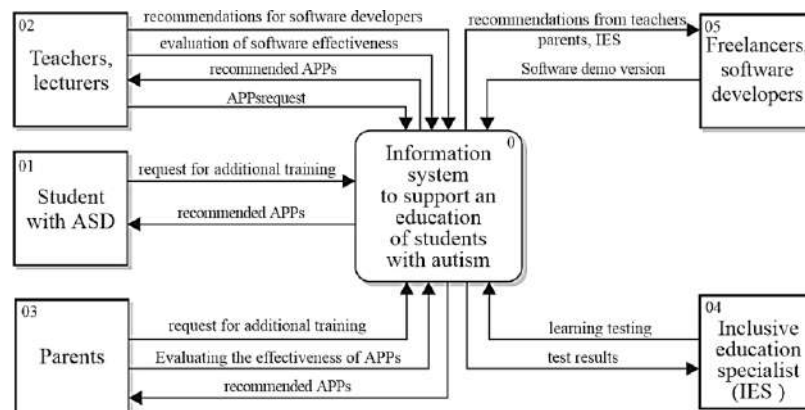 02
Teachers,
lecturers
recommendations for software developers
evaluation of software effectiveness
recommended APPs
APPsrequest
recommendations from teachers
parents, IES
Software demo version
05
Freelancers,
software
developers
01
Student
with ASD
request for additional training
recommended APPs
0
Information
system
to support an
education
of students
with autism
03
Parents
request for additional training
Evaluating the effectiveness of APPs
recommended APPs
learning testing
test results
04
Inclusive
education
specialist
(IES )